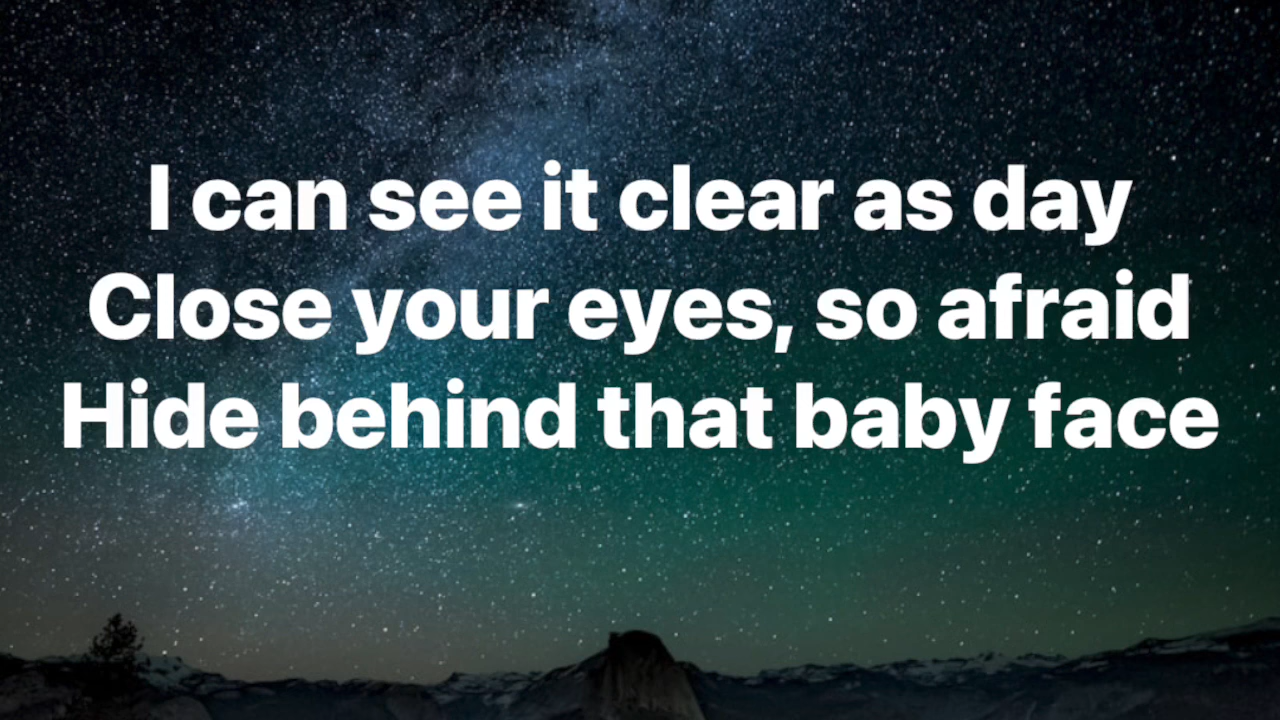 I can see it clear as day
Close your eyes, so afraid
Hide behind that baby face